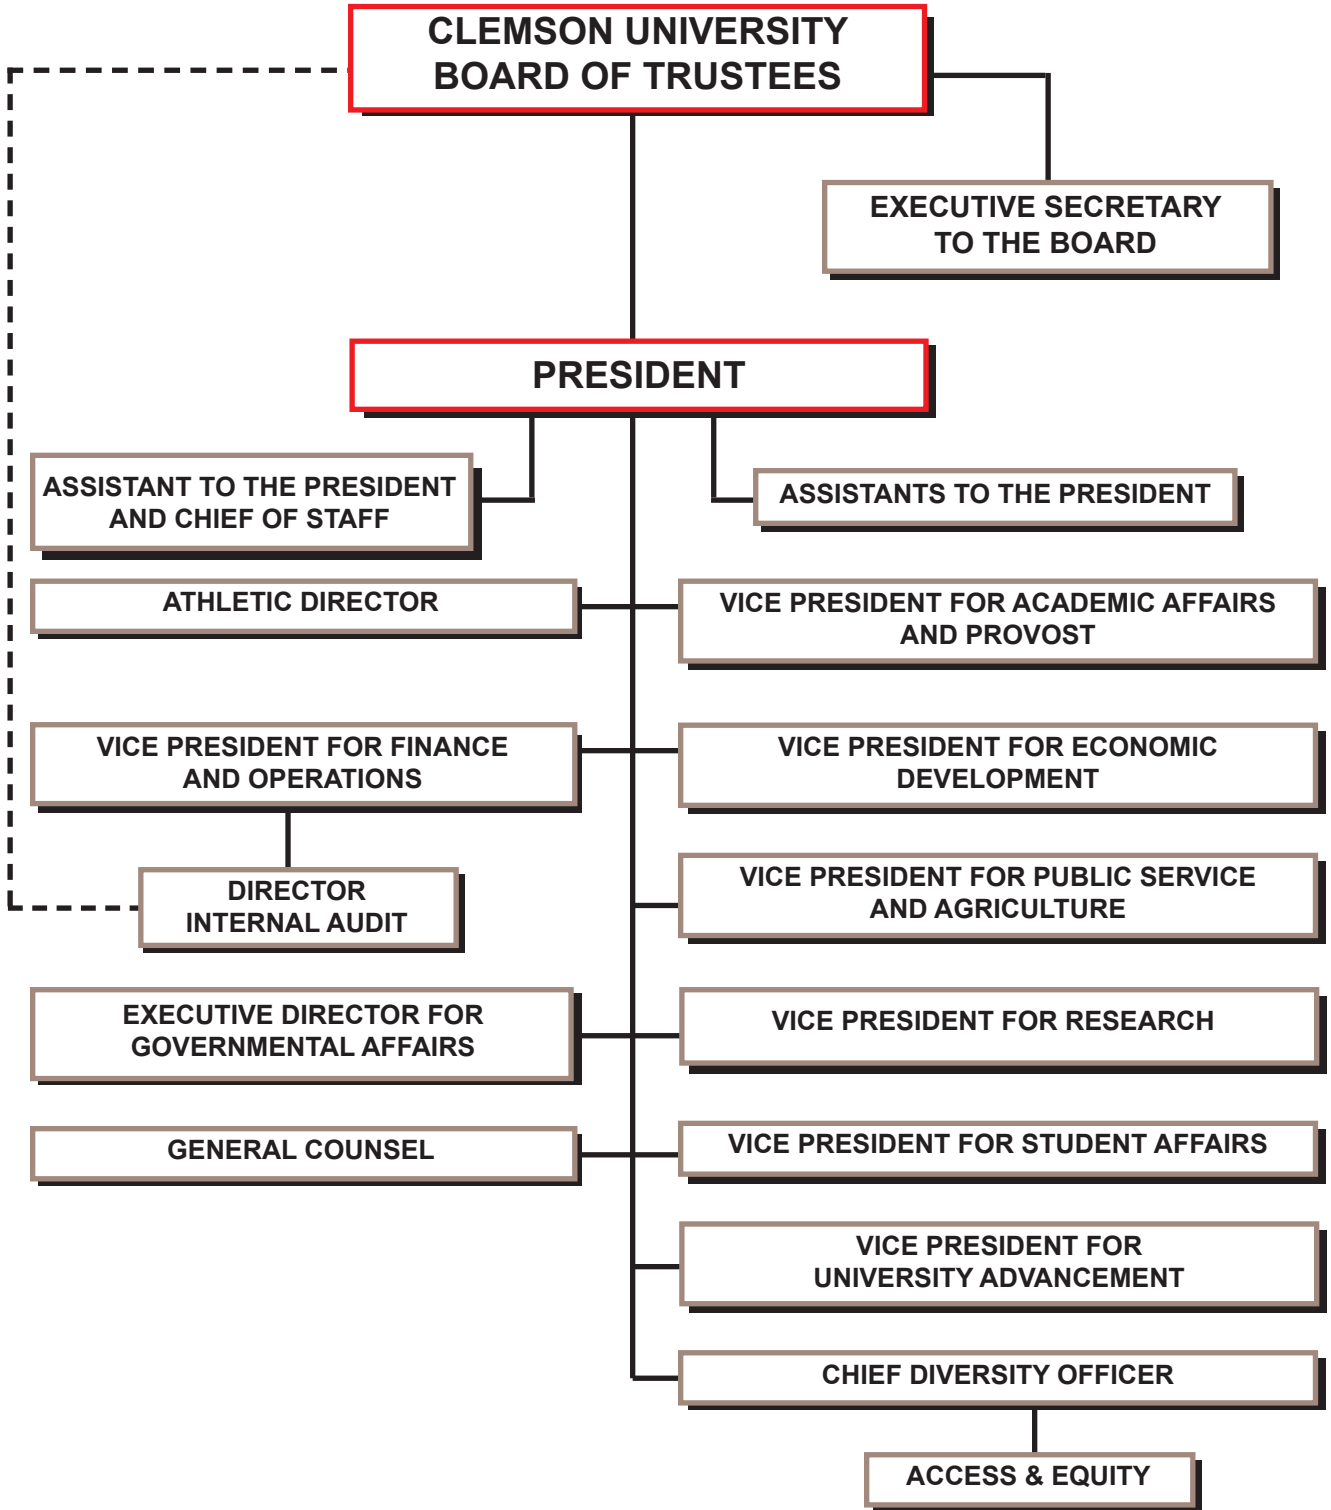 CLEMSON UNIVERSITY
BOARD OF TRUSTEES
EXECUTIVE SECRETARY
TO THE BOARD
PRESIDENT
ASSISTANT TO THE PRESIDENT
AND CHIEF OF STAFF
ASSISTANTS TO THE PRESIDENT
ATHLETIC DIRECTOR
VICE PRESIDENT FOR ACADEMIC AFFAIRS
AND PROVOST
VICE PRESIDENT FOR FINANCE
AND OPERATIONS
VICE PRESIDENT FOR ECONOMIC
DEVELOPMENT
DIRECTOR
INTERNAL AUDIT
VICE PRESIDENT FOR PUBLIC SERVICE
AND AGRICULTURE
EXECUTIVE DIRECTOR FOR
GOVERNMENTAL AFFAIRS
VICE PRESIDENT FOR RESEARCH
GENERAL COUNSEL
VICE PRESIDENT FOR STUDENT AFFAIRS
VICE PRESIDENT FOR
UNIVERSITY ADVANCEMENT
CHIEF DIVERSITY OFFICER
ACCESS & EQUITY